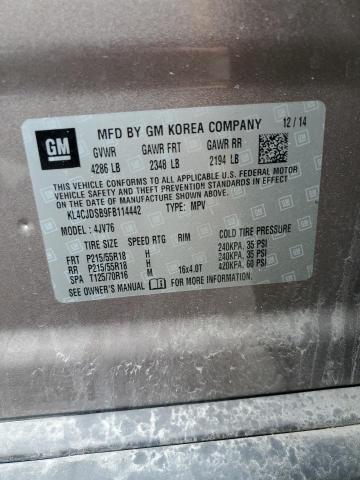 GM
MFD BY GM KOREA COMPANY 12/14
GVWR GAWR FRT GAWR RR
4286 LB 2348 LB 2194 LB
THIS VEHICLE CONFORMS TO ALL APPLICABLE U.S. FEDERAL MOTOR
VEHICLE SAFETY AND THEFT PREVENTION STANDARDS IN EFFECT
ON THE DATE OF MANUFACTURE SHOWN ABOVE.
KL4CJDSB9FB114442 TYPE: MPV
MODEL: 4JV76
TIRE SIZE SPEED RTG RIM COLD TIRE PRESSURE
FRT P215/55R18 H 240KPA, 35 PSI
RR P215/55R18 H 240KPA, 35 PSI
SPA T125/70R16 M 16x4.0T 420KPA, 60 PSI
SEE OWNER'S MANUAL FOR MORE INFORMATION.